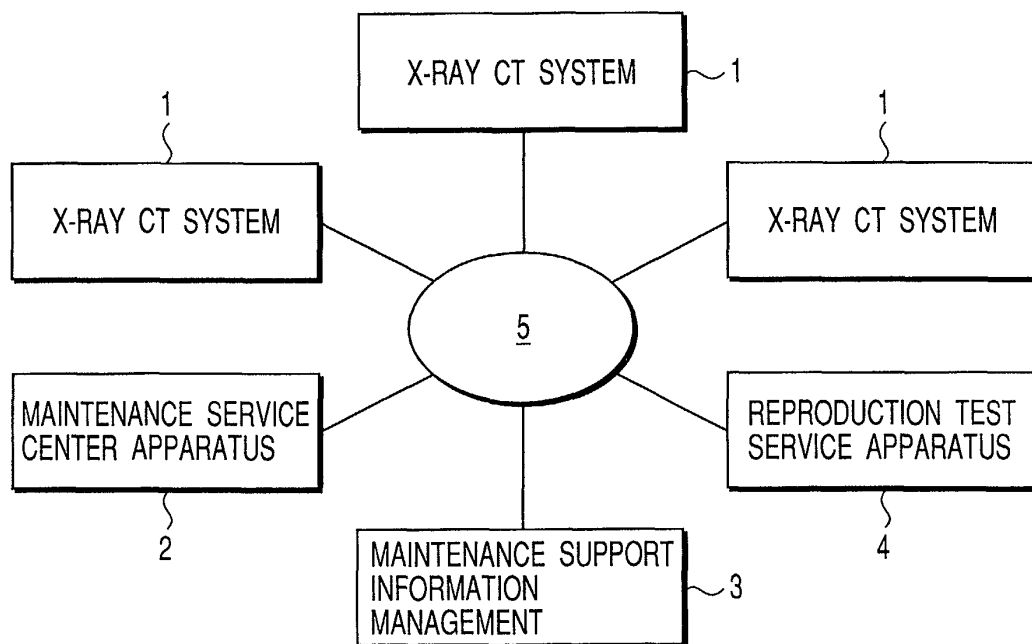 X-RAY CT SYSTEM
1
1
X-RAY CT SYSTEM
1
X-RAY CT SYSTEM
5
MAINTENANCE SERVICE
CENTER APPARATUS
2
REPRODUCTION TEST
SERVICE APPARATUS
4
MAINTENANCE SUPPORT
INFORMATION
MANAGEMENT
3